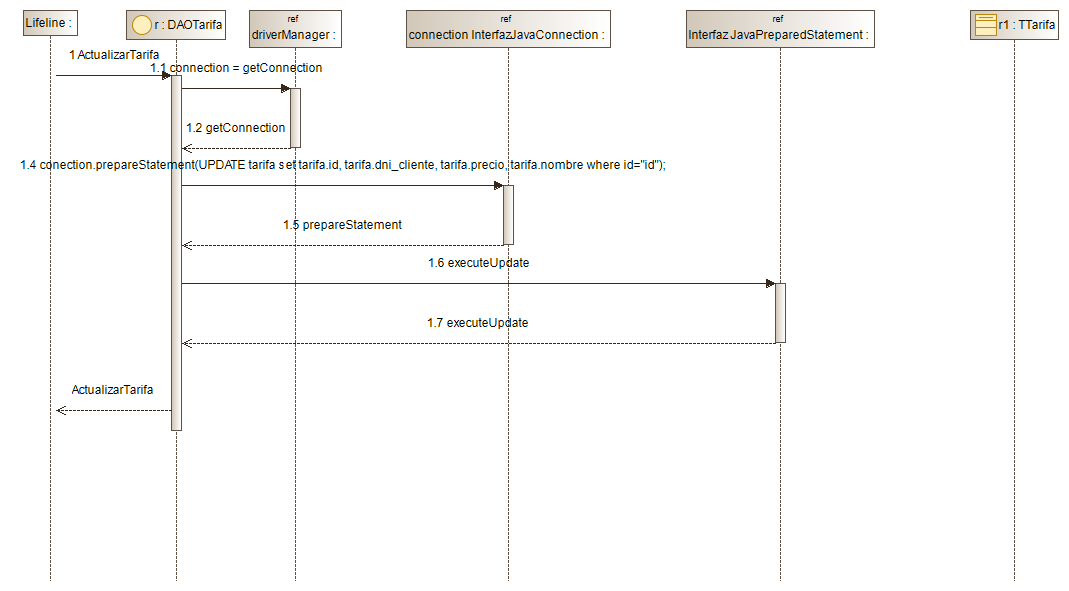 Lifeline :
r : DAOTarifa
ref
driverManager :
ref
connection InterfazJavaConnection :
ref
Interfaz JavaPreparedStatement :
r1 : TTarifa
1 ActualizarTarifa
1.1 connection = getConnection
1.2 getConnection
1.4 conection.prepareStatement(UPDATE tarifa set tarifa.id, tarifa.dni_cliente, tarifa.precio, tarifa.nombre where id="id");
1.5 prepareStatement
1.6 executeUpdate
1.7 executeUpdate
ActualizarTarifa